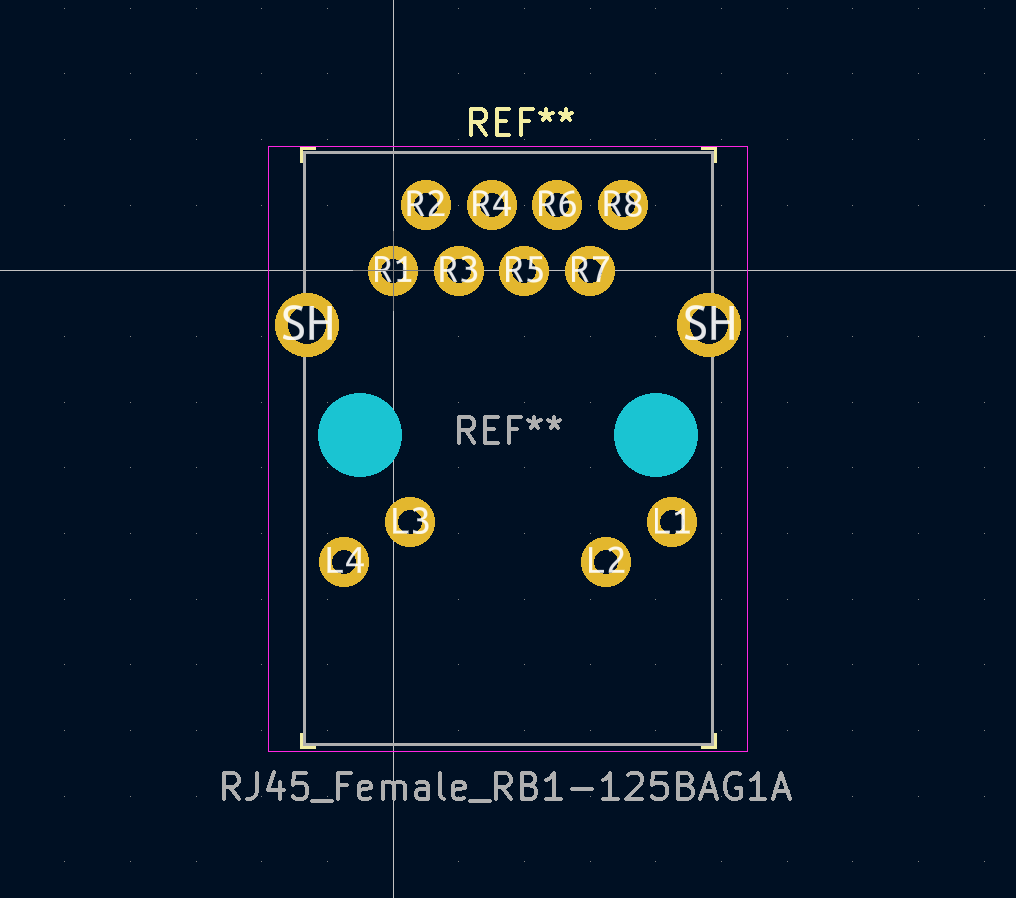 REF**
R2 R4 R6 R8
R1 R3 R5 R7
SH SH
REF**
L3 L1
L4 L2
RJ45_Female_RB1-125BAG1A